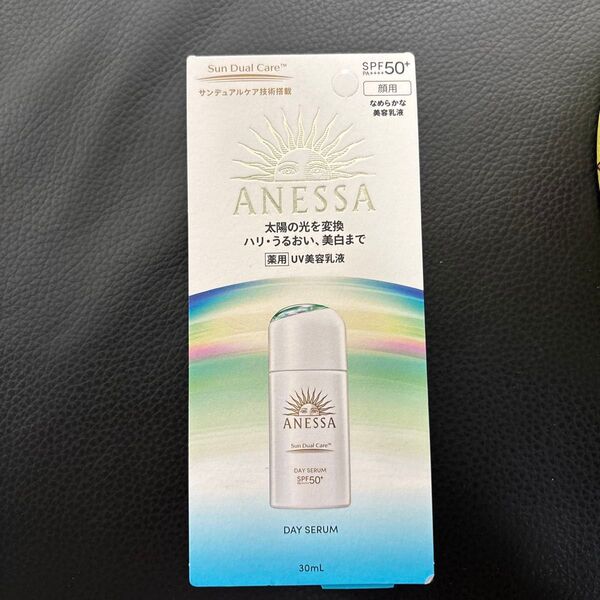 Sun Dual Care™
サンデュアルケア技術搭載
SPF50+
PA++++
顔用
なめらかな
美容乳液
ANESSA
太陽の光を変換
ハリ・うるおい、美白まで
薬用 UV美容乳液
ANESSA
Sun Dual Care™
DAY SERUM
SPF50+
DAY SERUM
30mL